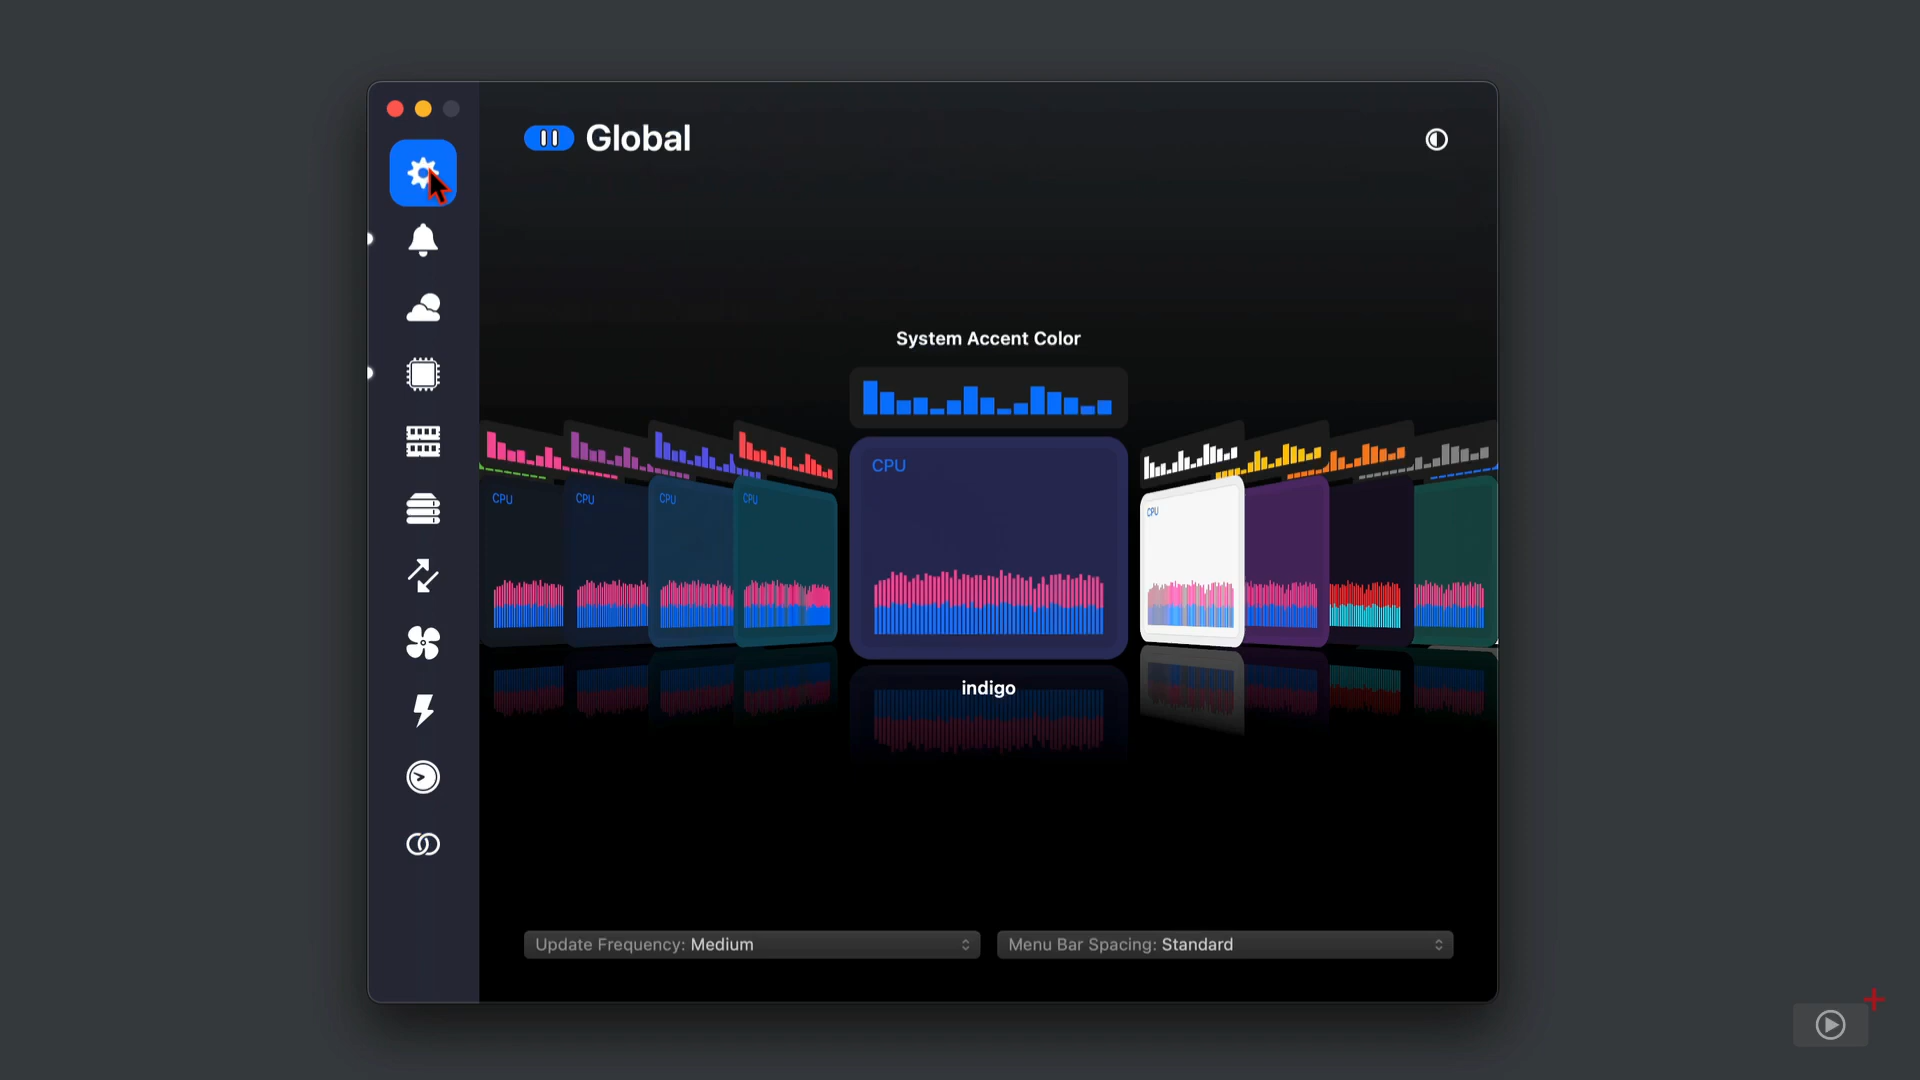 Global
System Accent Color
CPU
CPU
CPU
CPU
CPU
CPU
indigo
Update Frequency: Medium
Menu Bar Spacing: Standard